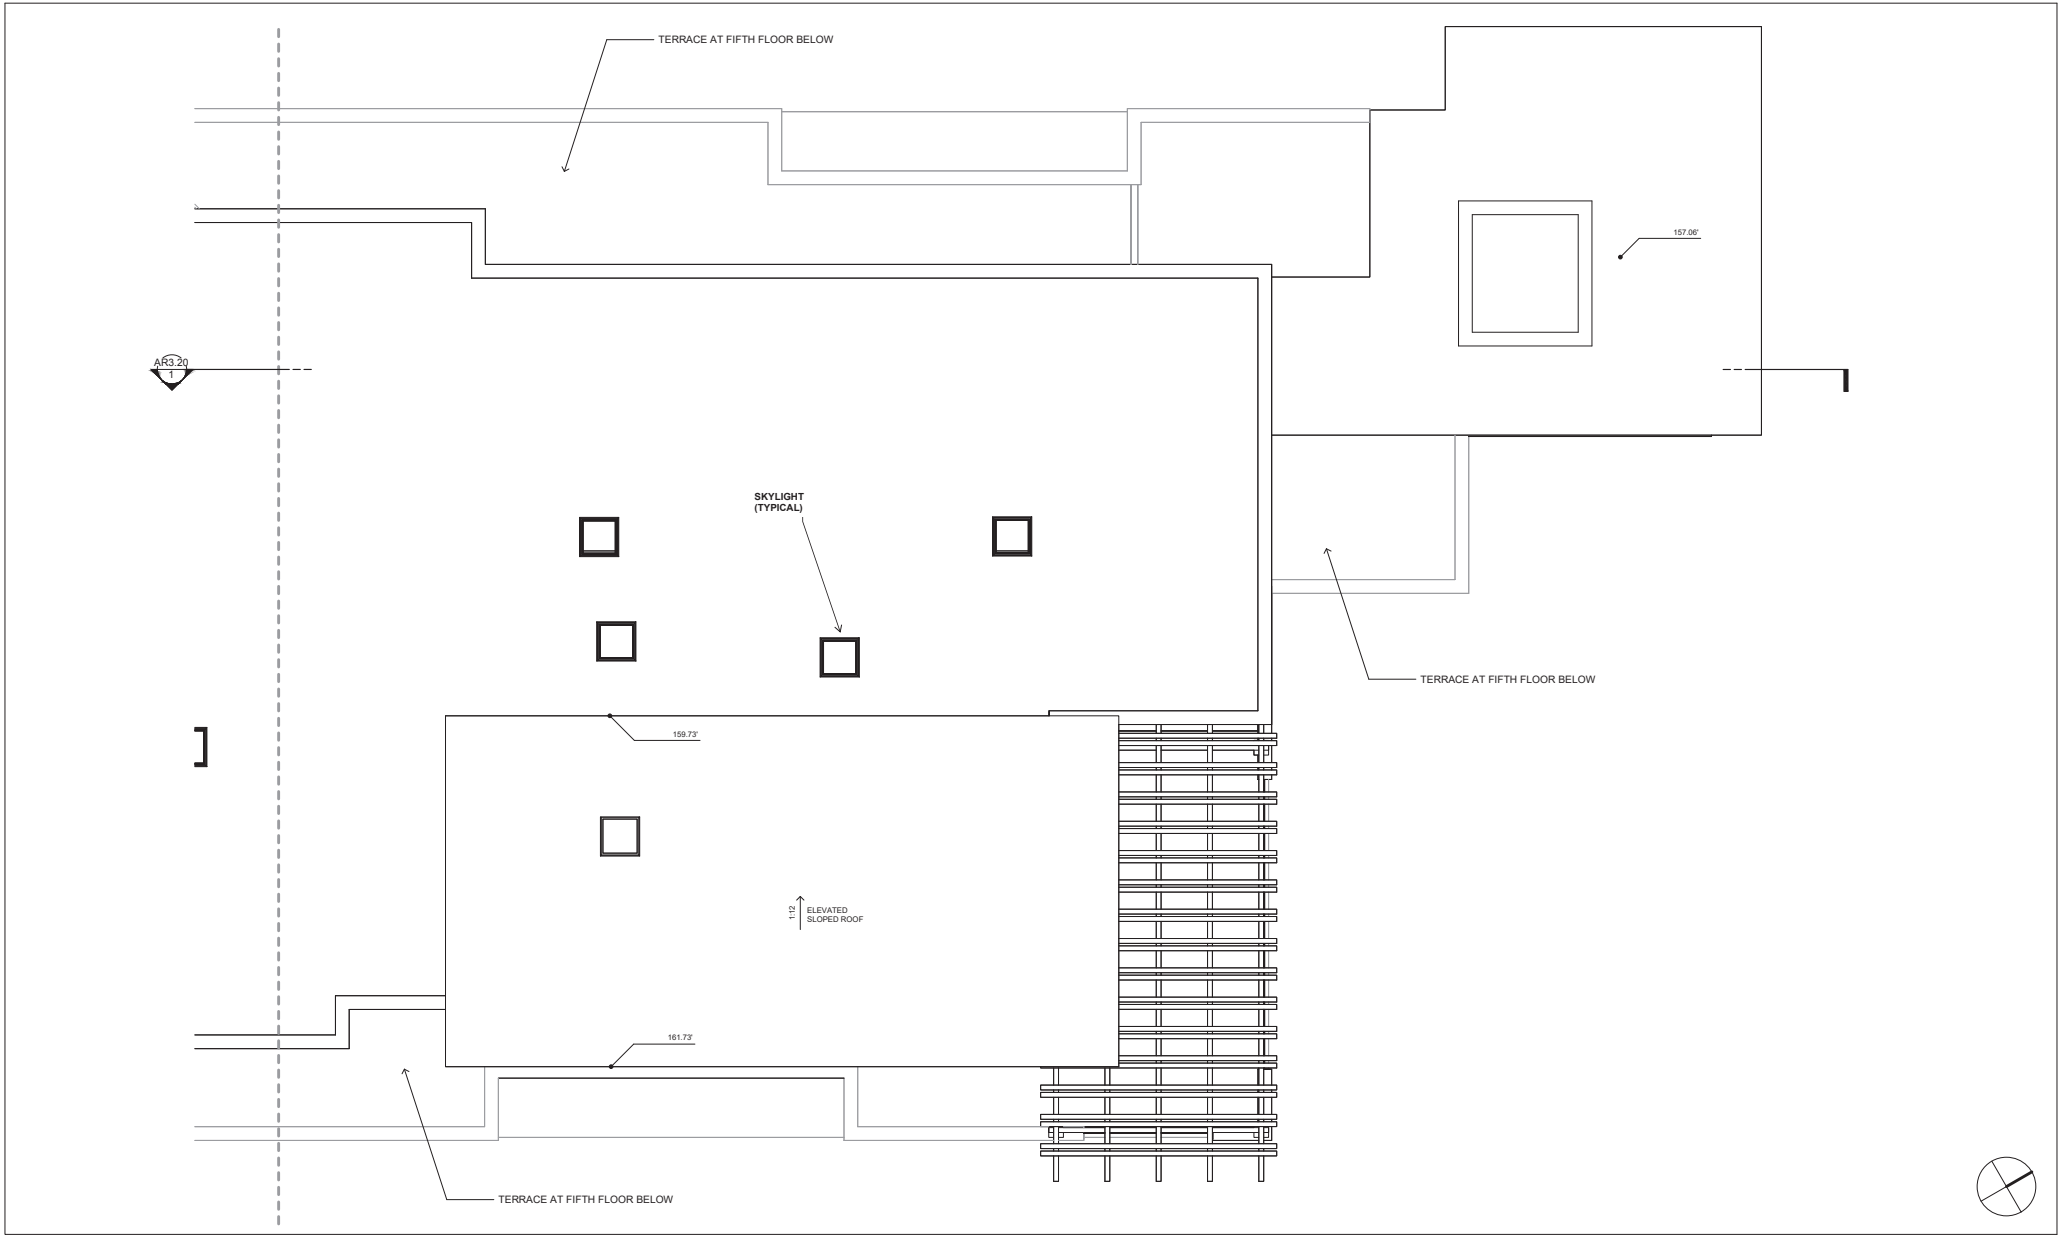 TERRACE AT FIFTH FLOOR BELOW
157.06'
AR3.20
1
SKYLIGHT
(TYPICAL)
TERRACE AT FIFTH FLOOR BELOW
159.73'
1:12
ELEVATED
SLOPED ROOF
161.73'
TERRACE AT FIFTH FLOOR BELOW